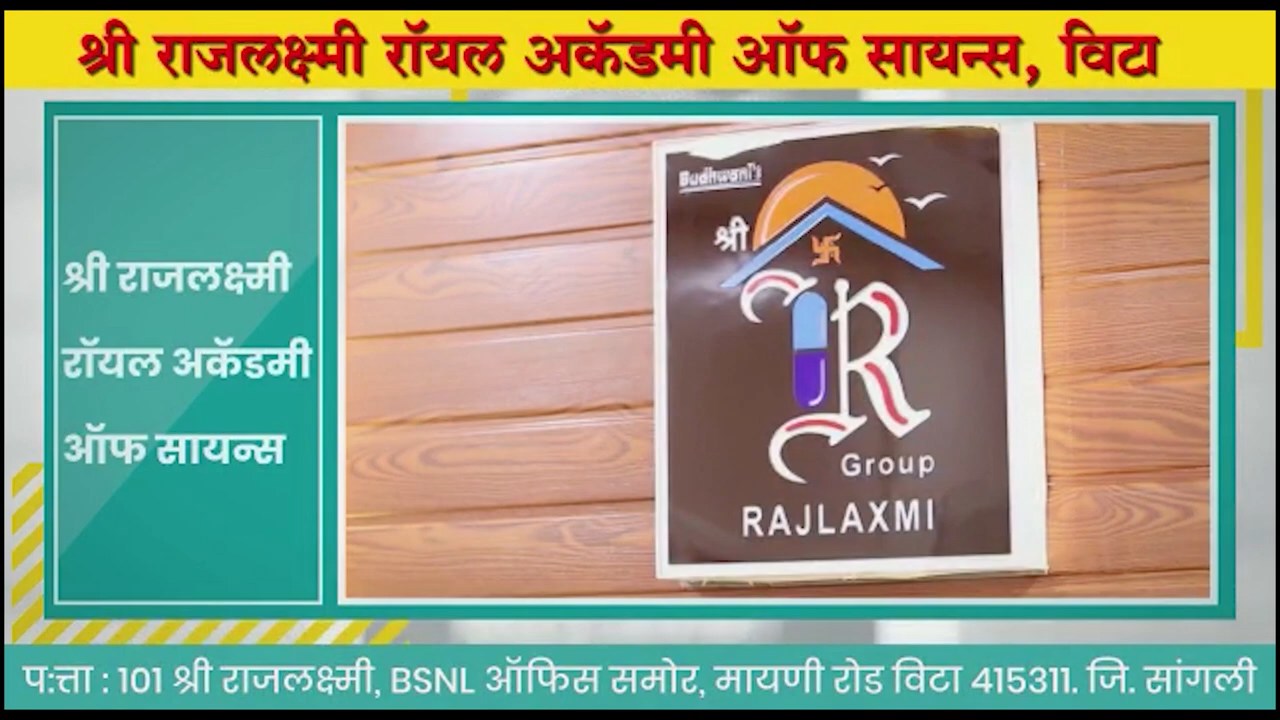 श्री राजलक्ष्मी रॉयल अकॅडमी ऑफ सायन्स, विटा
श्री राजलक्ष्मी
रॉयल अकॅडमी
ऑफ सायन्स
Budhwani's
श्री
R
Group
RAJLAXMI
प:त्ता : 101 श्री राजलक्ष्मी, BSNL ऑफिस समोर, मायणी रोड विटा 415311. जि. सांगली